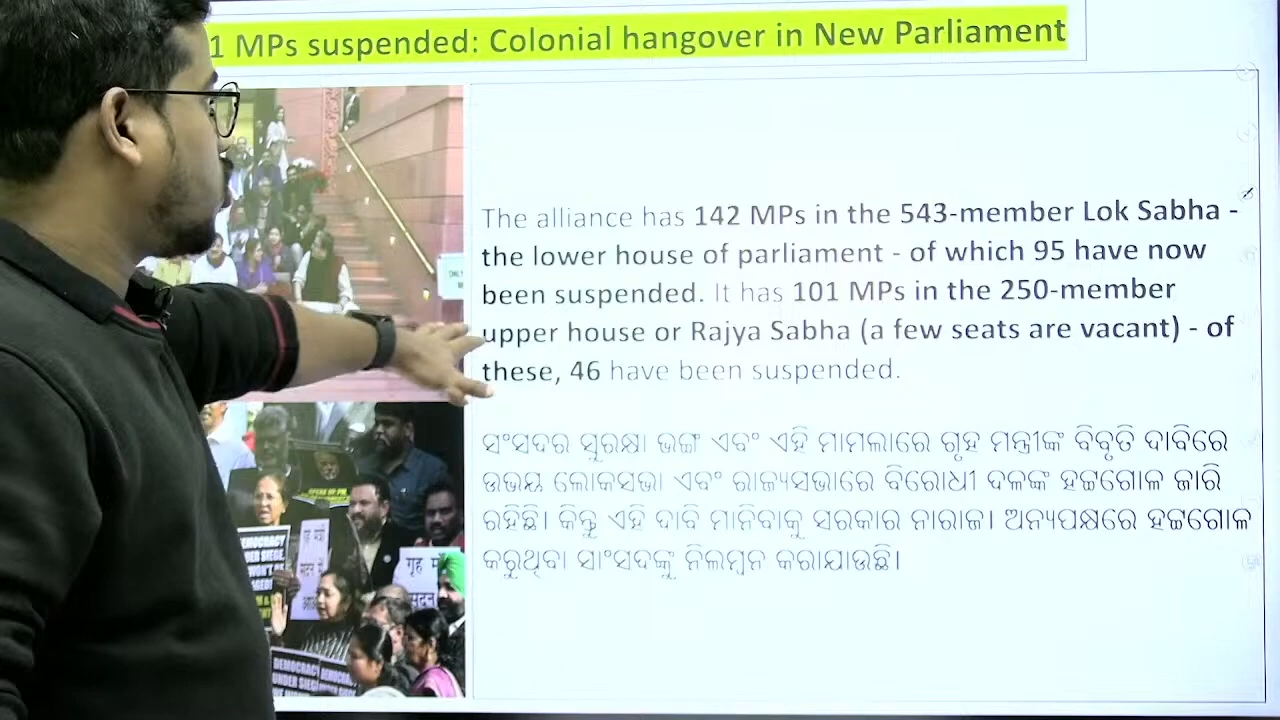 1 MPs suspended: Colonial hangover in New Parliament
The alliance has 142 MPs in the 543-member Lok Sabha -
the lower house of parliament - of which 95 have now
been suspended. It has 101 MPs in the 250-member
upper house or Rajya Sabha (a few seats are vacant) - of
these, 46 have been suspended.
ସଂସଦର ସୁରକ୍ଷା ଭଙ୍ଗ ଏବଂ ଏହି ମାମଲାରେ ଗୃହ ମନ୍ତ୍ରୀଙ୍କ ବିବୃତି ଦାବିରେ
ଉଭୟ ଲୋକସଭା ଏବଂ ରାଜ୍ୟସଭାରେ ବିରୋଧୀ ଦଳଙ୍କ ହଟ୍ଟଗୋଳ ଜାରି
ରହିଛି। କିନ୍ତୁ ଏହି ଦାବି ମାନିବାକୁ ସରକାର ନାରାଜ। ଅନ୍ୟପକ୍ଷରେ ହଟ୍ଟଗୋଳ
କରୁଥିବା ସାଂସଦଙ୍କୁ ନିଲମ୍ବନ କରାଯାଉଛି।
DEMOCRACY
UNDER SIEGE
गृह
सदन
DEMOCRACY
UNDER SIEGE